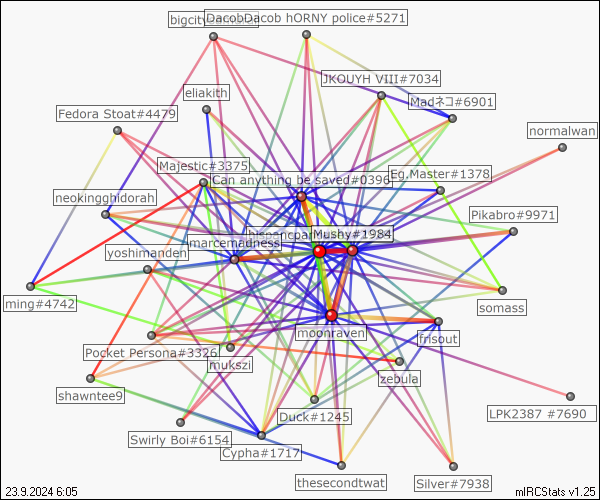 bigcity
DacobDacob hORNY police#5271
JKOUYH VIII#7034
eliakith
Madネコ#6901
Fedora Stoat#4479
normalwan
Majestic#3375
Can anything be saved#0396
Eg.Master#1378
neokingghidorah
Pikabro#9971
Mushy#1984
marcemadness
yoshimanden
ming#4742
somass
moonraven
frisout
Pocket Persona#3326
mukszi
zebula
shawntee9
LPK2387 #7690
Duck#1245
Swirly Boi#6154
Cypha#1717
thesecondtwat
Silver#7938
23.9.2024 6:05
mIRCStats v1.25